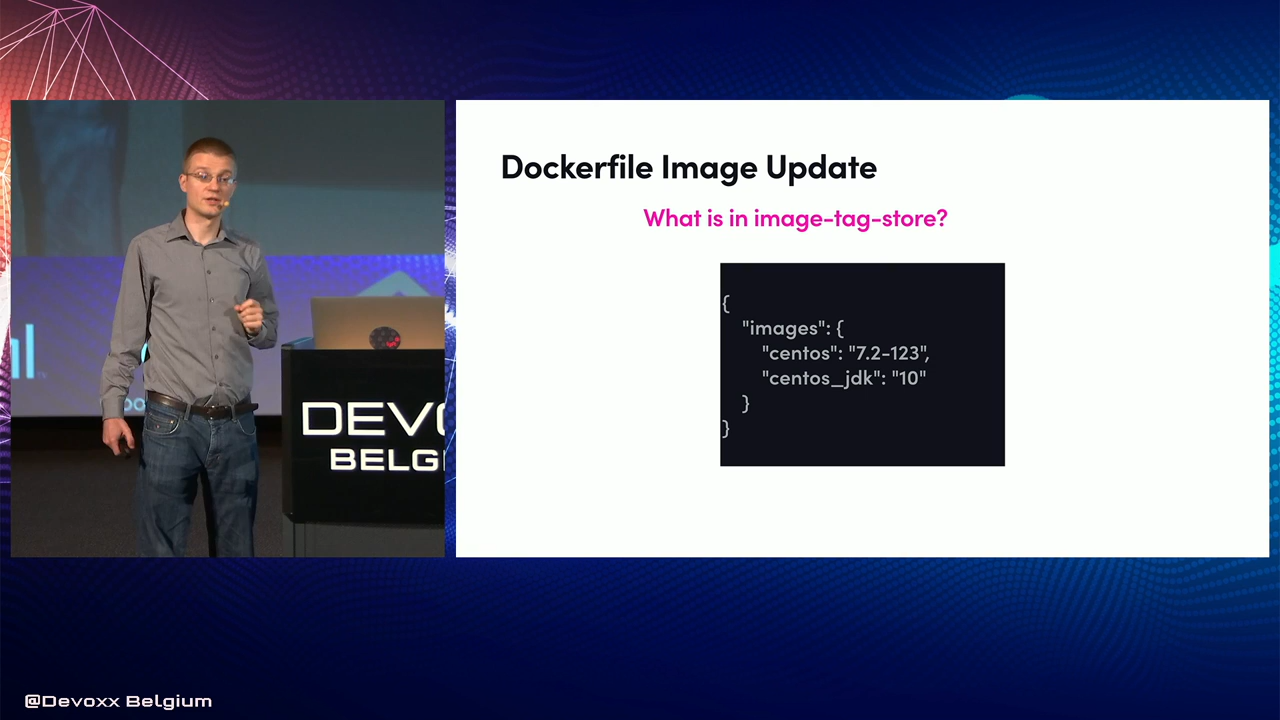 Dockerfile Image Update
What is in image-tag-store?
{
"images": {
"centos": "7.2-123",
"centos_jdk": "10"
}
}
DEVO
BELGI
@Devoxx Belgium